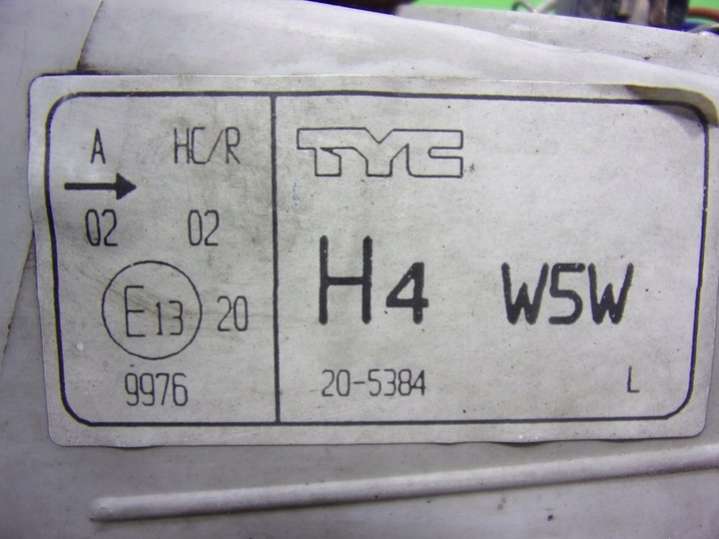 A HC/R
02 02
E13 20
9976
TYC
H4 W5W
20-5384 L